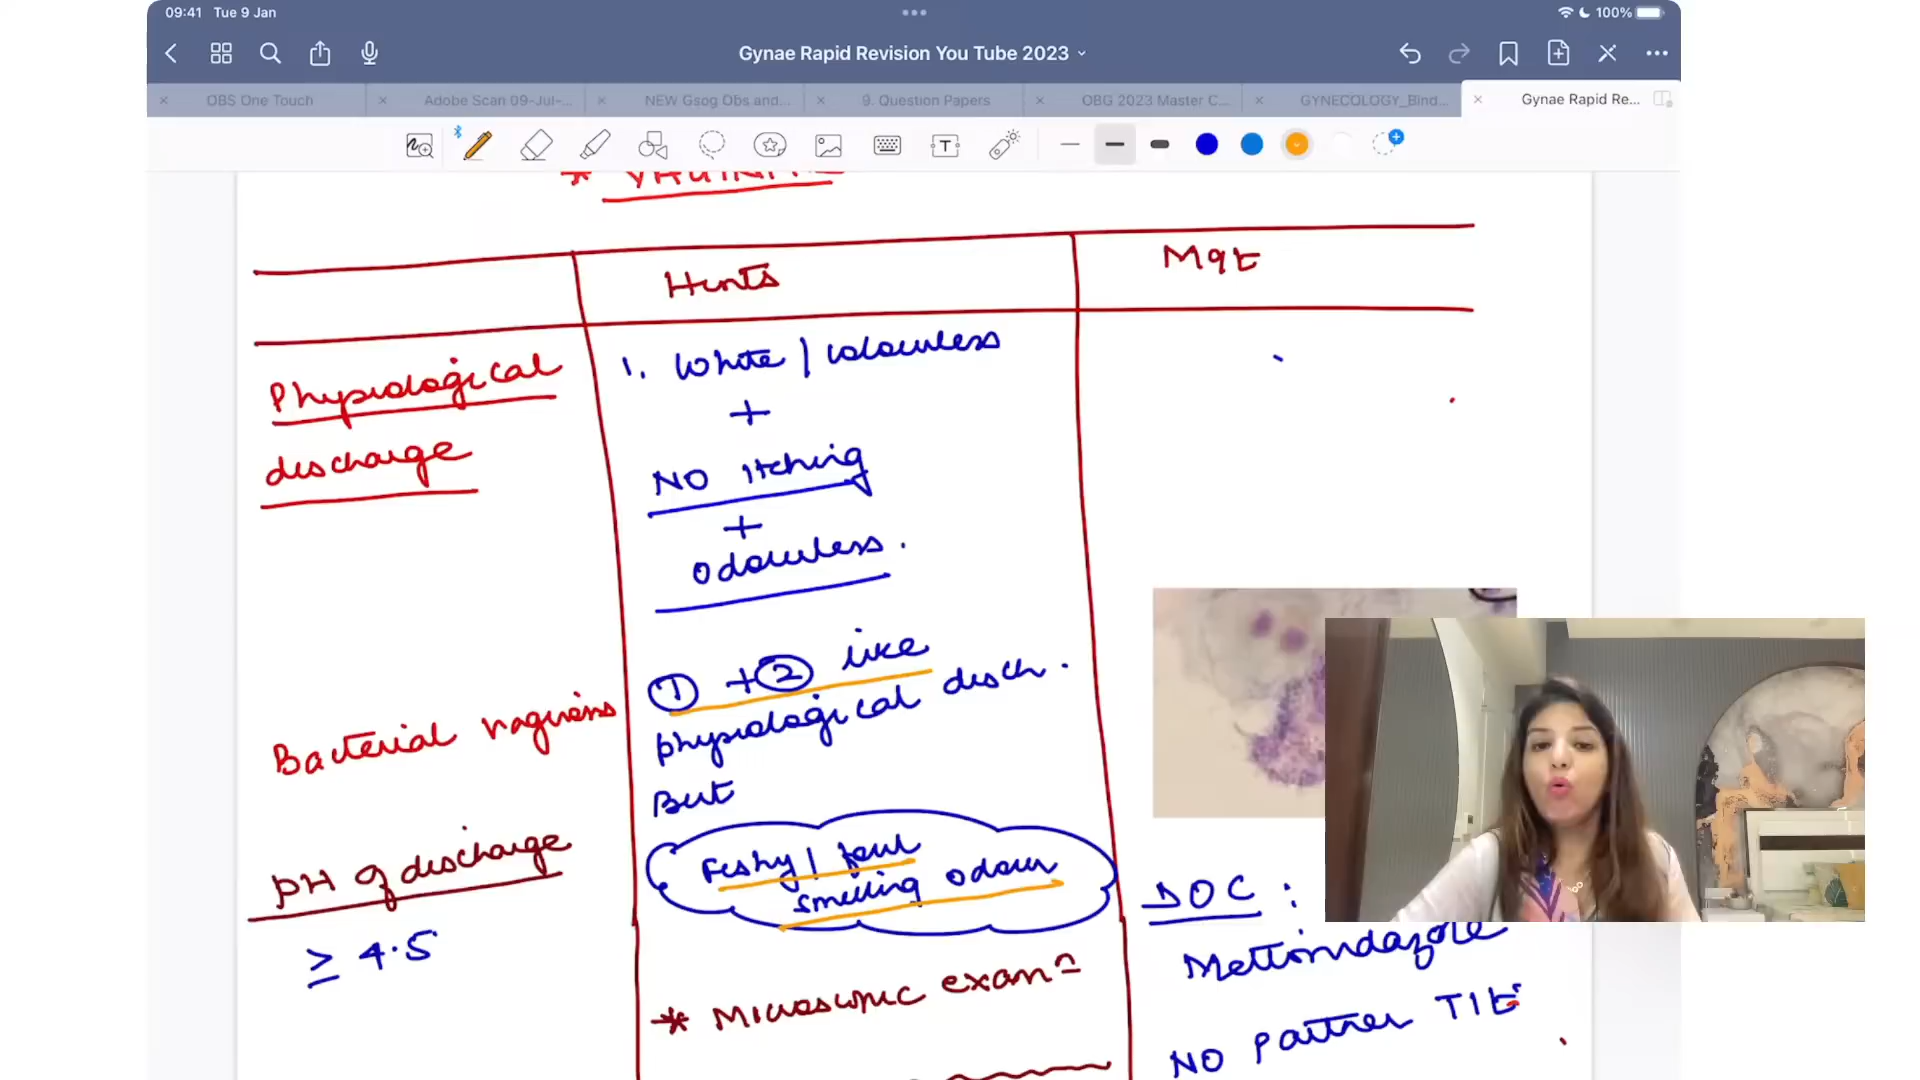 09:41 Tue 9 Jan
100%
Gynae Rapid Revision You Tube 2023
OBS One Touch
Adobe Scan 09-Jul-...
NEW Gsog Obs and...
9. Question Papers
OBG 2023 Master C...
GYNECOLOGY_Bind...
Gynae Rapid Re...
Hints
Mgt
Physiological
discharge
1. White / colourless
+
NO itching
+
odourless.
Bacterial vaginosis
① + ② like
physiological disch.
But
Fishy / foul
smelling odour
pH of discharge
≥ 4.5
* Microscopic exam
DOC :
Metronidazole
NO Partner T/t